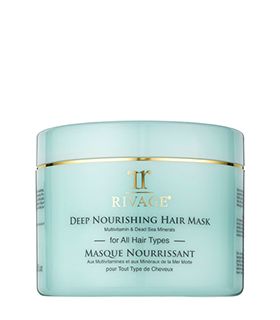 RIVAGE®
DEEP NOURISHING HAIR MASK
Multivitamin & Dead Sea Minerals
for All Hair Types
MASQUE NOURRISSANT
Aux Multivitamines et aux Minéraux de la Mer Morte
pour Tout Type de Cheveux